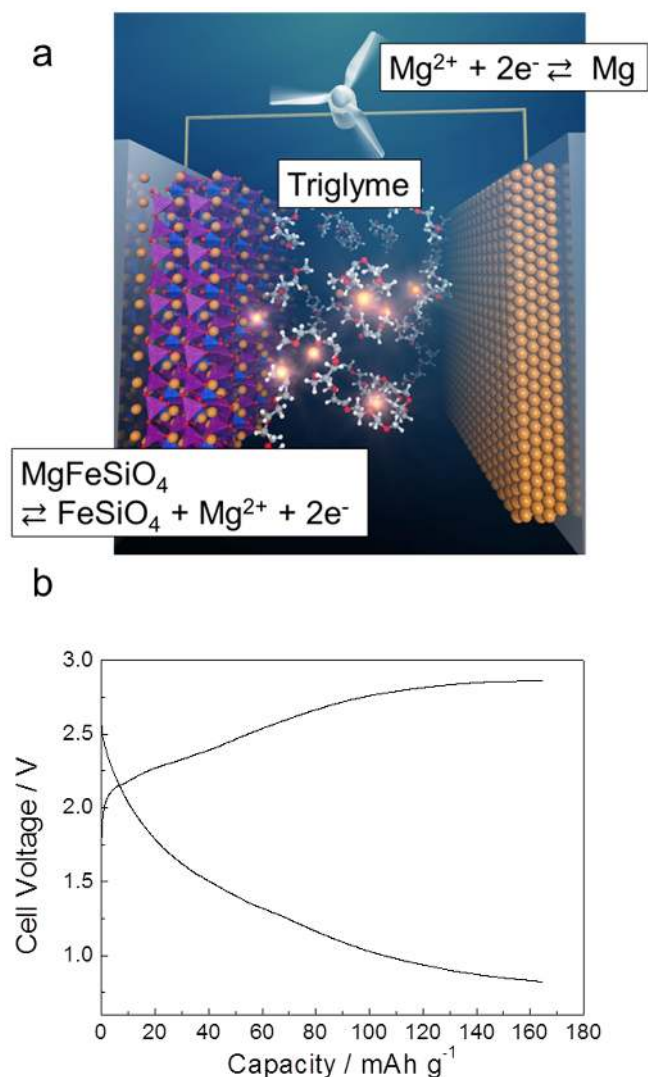 a
Mg²⁺ + 2e⁻ ⇄ Mg
Triglyme
MgFeSiO₄
⇄ FeSiO₄ + Mg²⁺ + 2e⁻
b
3.0
2.5
2.0
1.5
1.0
0 20 40 60 80 100 120 140 160 180
Cell Voltage / V
Capacity / mAh g⁻¹